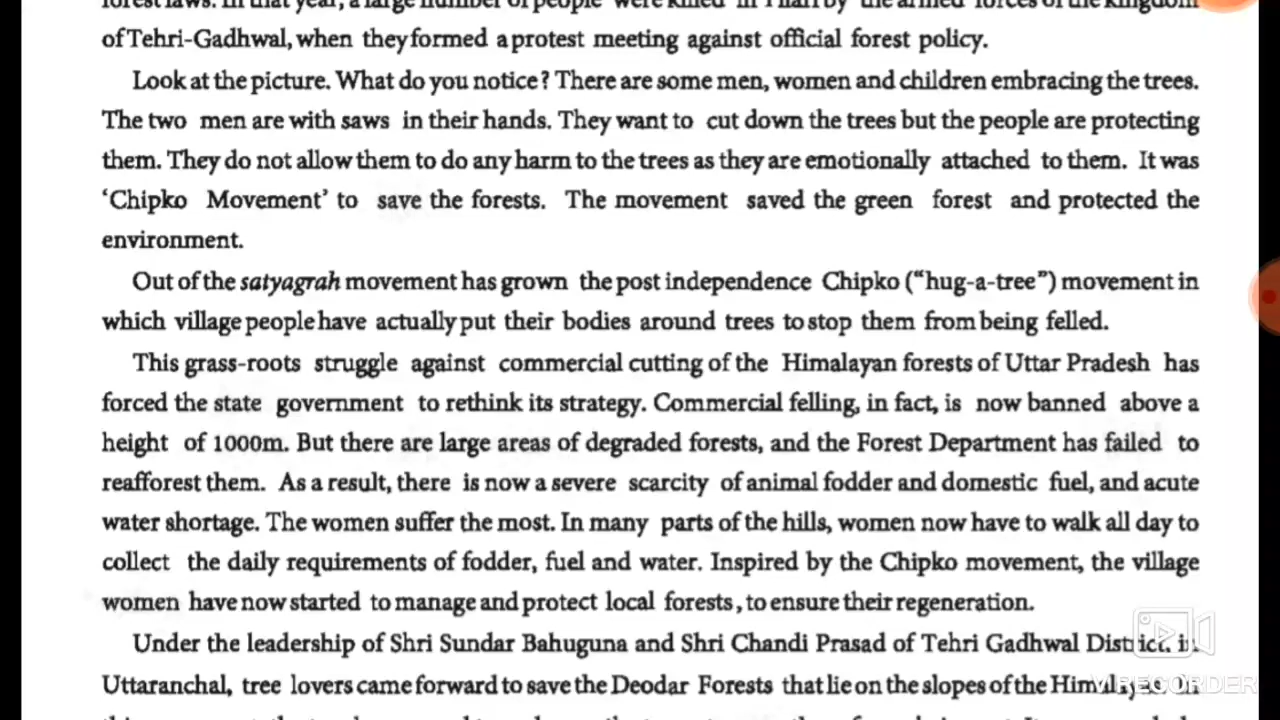 forest laws. In that year, a large number of people were killed in Tilari by the armed forces of the kingdom
of Tehri-Gadhwal, when they formed a protest meeting against official forest policy.
Look at the picture. What do you notice? There are some men, women and children embracing the trees.
The two men are with saws in their hands. They want to cut down the trees but the people are protecting
them. They do not allow them to do any harm to the trees as they are emotionally attached to them. It was
‘Chipko Movement’ to save the forests. The movement saved the green forest and protected the
environment.
Out of the satyagrah movement has grown the post independence Chipko (“hug-a-tree”) movement in
which village people have actually put their bodies around trees to stop them from being felled.
This grass-roots struggle against commercial cutting of the Himalayan forests of Uttar Pradesh has
forced the state government to rethink its strategy. Commercial felling, in fact, is now banned above a
height of 1000m. But there are large areas of degraded forests, and the Forest Department has failed to
reafforest them. As a result, there is now a severe scarcity of animal fodder and domestic fuel, and acute
water shortage. The women suffer the most. In many parts of the hills, women now have to walk all day to
collect the daily requirements of fodder, fuel and water. Inspired by the Chipko movement, the village
women have now started to manage and protect local forests, to ensure their regeneration.
Under the leadership of Shri Sundar Bahuguna and Shri Chandi Prasad of Tehri Gadhwal District in
Uttaranchal, tree lovers came forward to save the Deodar Forests that lie on the slopes of the Himalayas. In
VIRECORDER